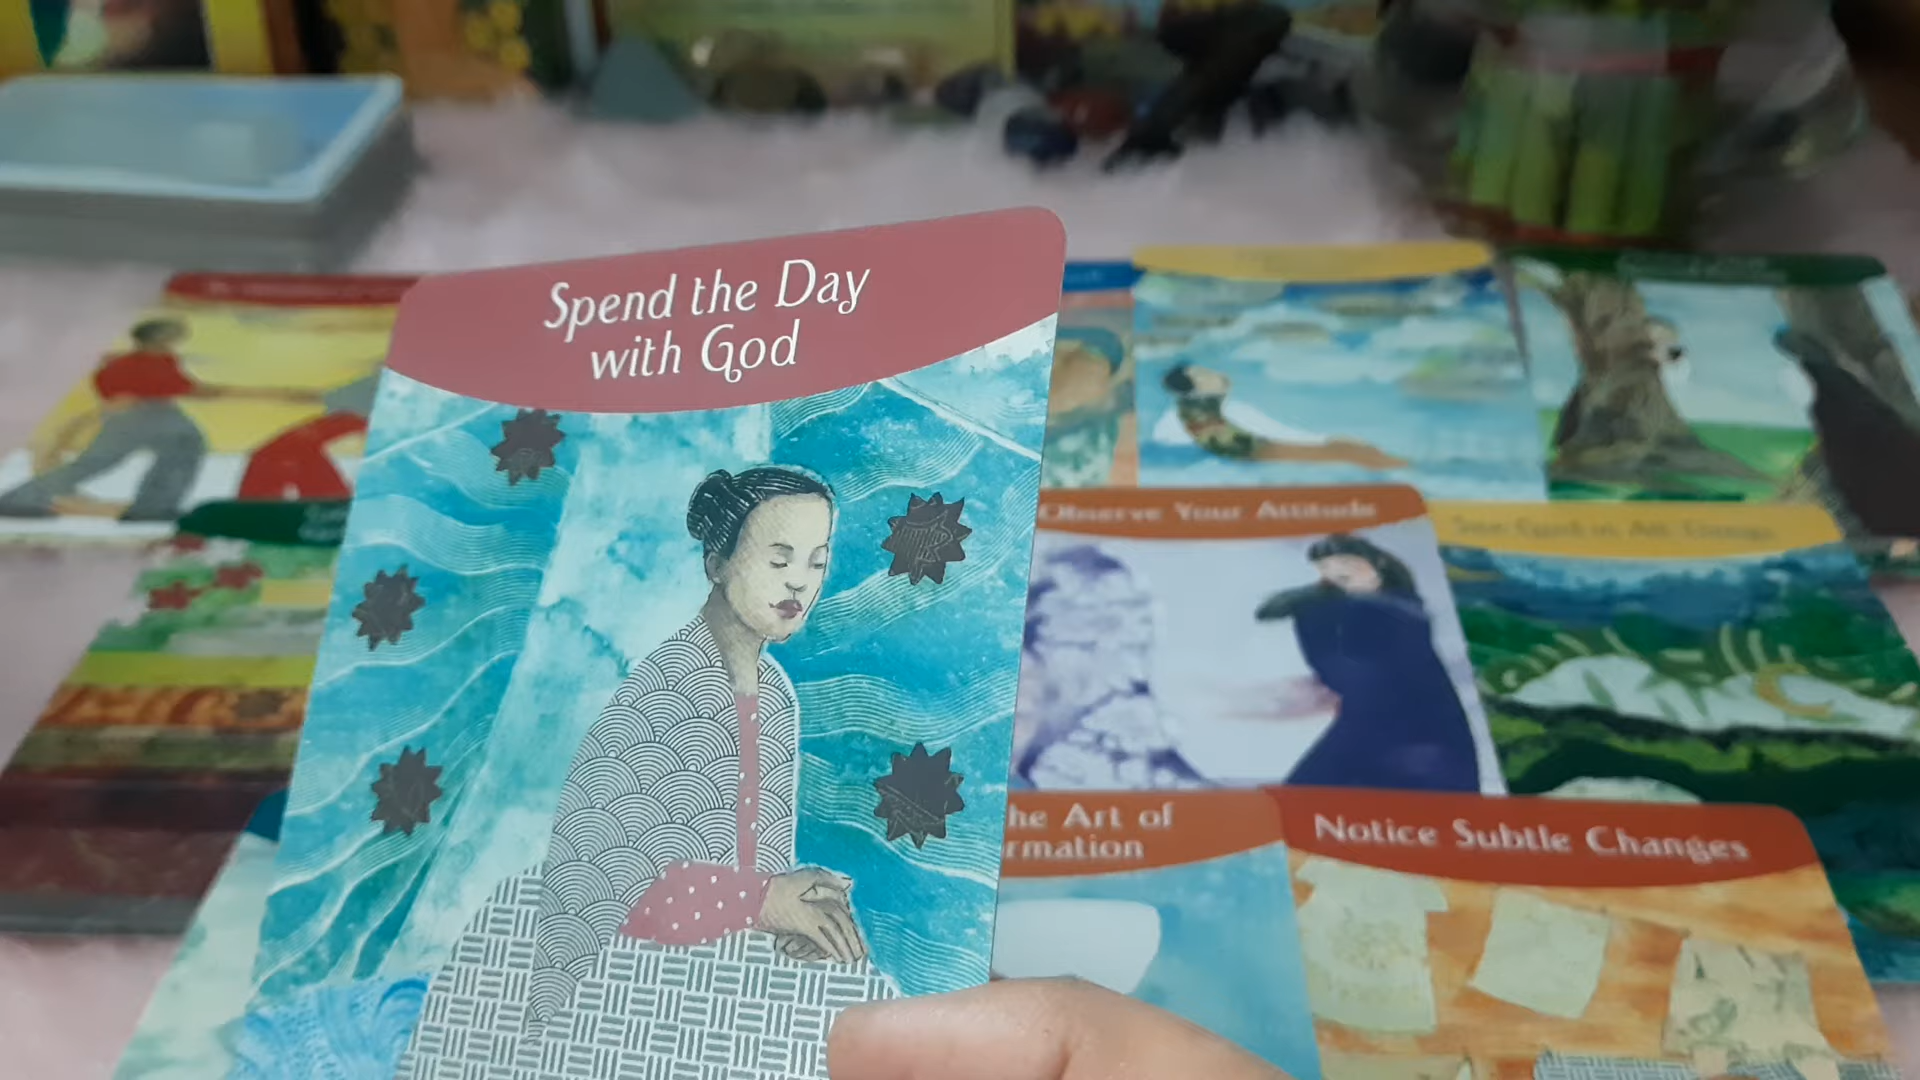 Spend the Day
with God
Observe Your Attitude
he Art of
rmation
Notice Subtle Changes